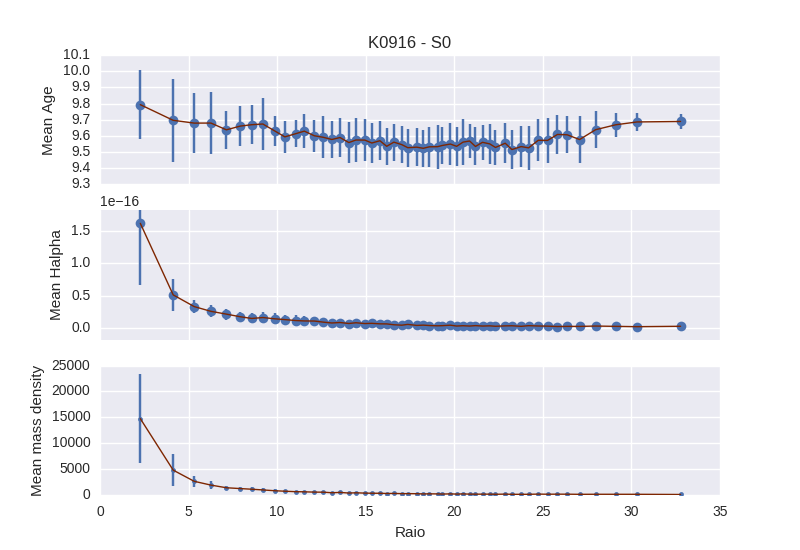 K0916 - S0
10.1
10.0
9.9
9.8
9.7
9.6
9.5
9.4
9.3
Mean Age
1e−16
1.5
1.0
0.5
0.0
Mean Halpha
25000
20000
15000
10000
5000
0
Mean mass density
0 5 10 15 20 25 30 35
Raio